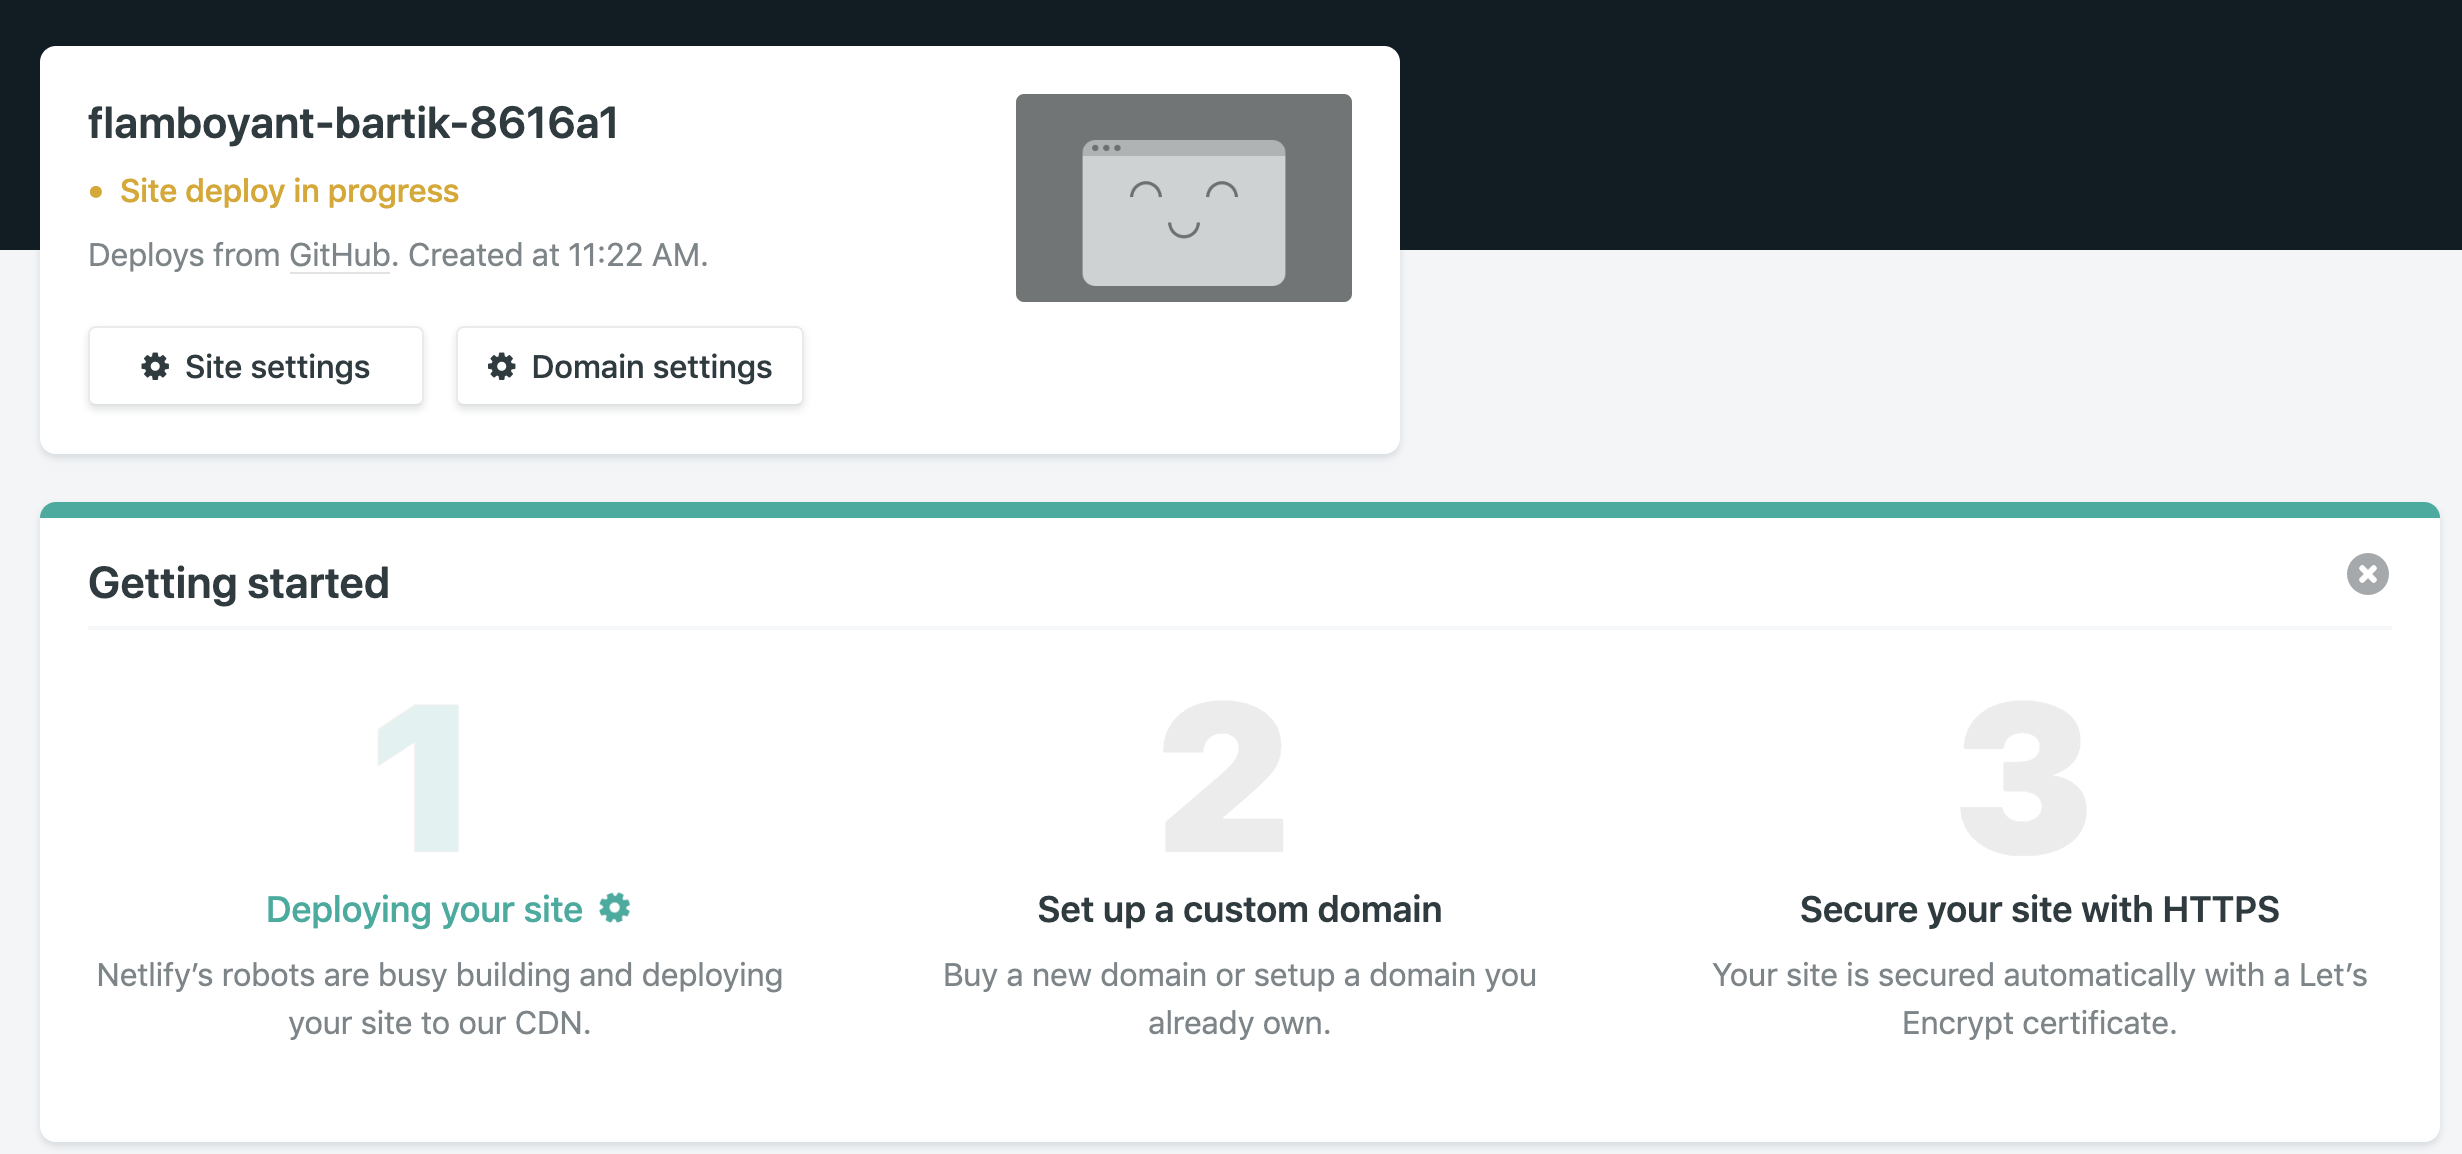 flamboyant-bartik-8616a1
Site deploy in progress
Deploys from GitHub. Created at 11:22 AM.
Site settings
Domain settings
Getting started
1
Deploying your site
Netlify’s robots are busy building and deploying
your site to our CDN.
2
Set up a custom domain
Buy a new domain or setup a domain you
already own.
3
Secure your site with HTTPS
Your site is secured automatically with a Let’s
Encrypt certificate.